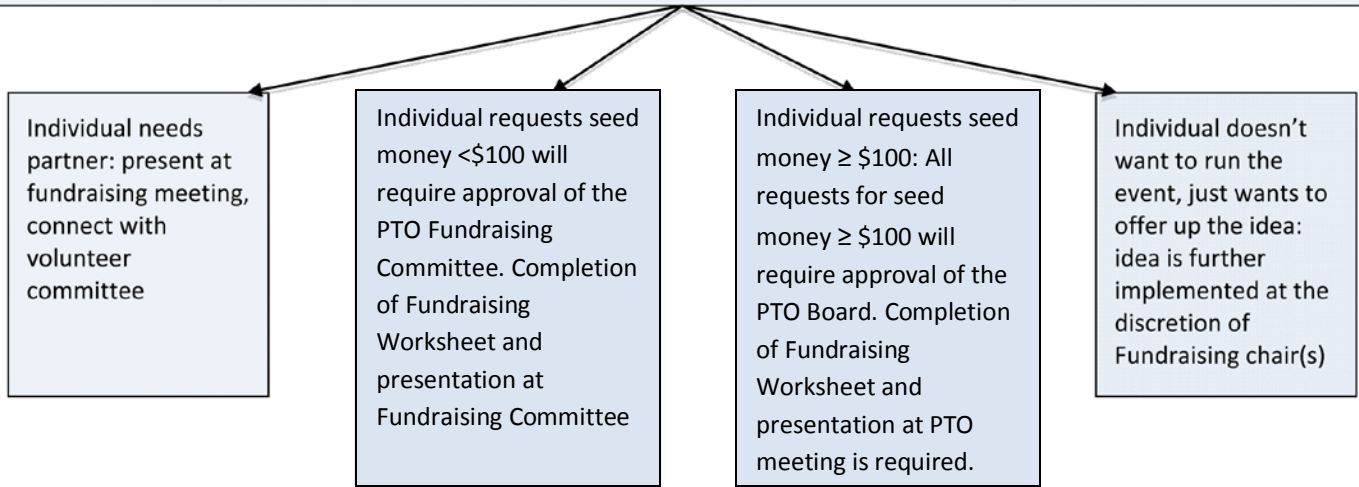 Individual needs
partner: present at
fundraising meeting,
connect with
volunteer
committee
Individual requests seed
money <$100 will
require approval of the
PTO Fundraising
Committee. Completion
of Fundraising
Worksheet and
presentation at
Fundraising Committee
Individual requests seed
money ≥ $100: All
requests for seed
money ≥ $100 will
require approval of the
PTO Board. Completion
of Fundraising
Worksheet and
presentation at PTO
meeting is required.
Individual doesn’t
want to run the
event, just wants to
offer up the idea:
idea is further
implemented at the
discretion of
Fundraising chair(s)